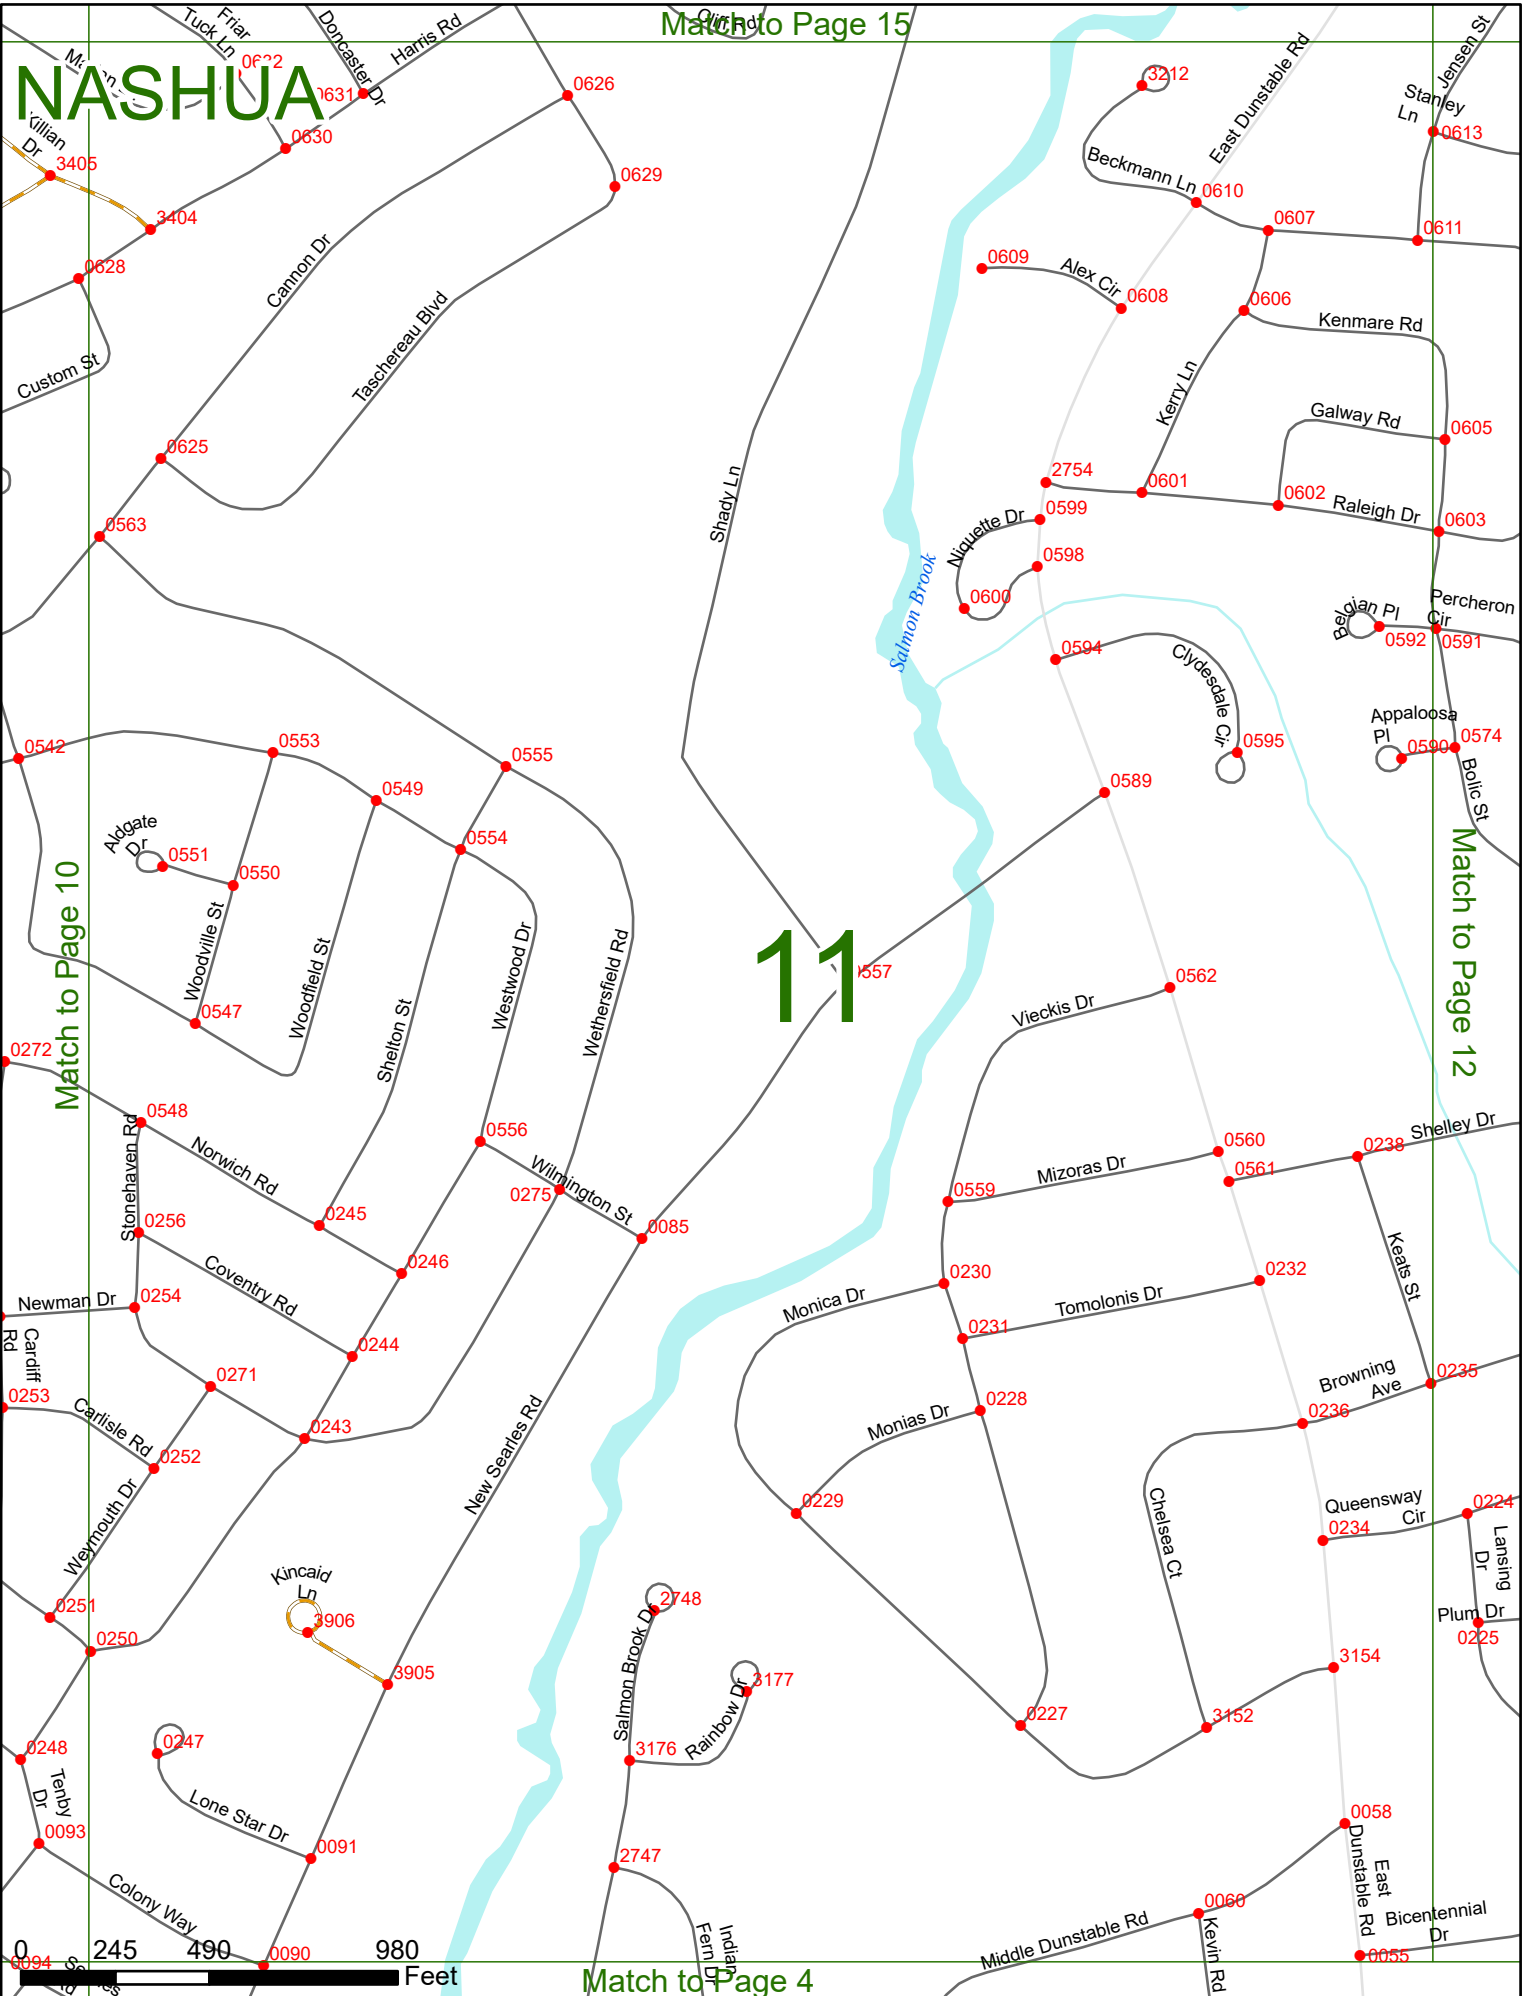 Match to Page 15
Cliff Rd
NASHUA
Friar
Tuck Ln
Doncaster Dr
Harris Rd
0622
0631
0630
0626
0629
Killian
Dr
3405
3404
0628
Custom St
Cannon Dr
Taschereau Blvd
0625
0563
Shady Ln
3212
Beckmann Ln
East Dunstable Rd
Jensen St
Stanley
Ln
0613
0610
0607
0611
0609
Alex Cir
0608
0606
Kenmare Rd
Kerry Ln
Galway Rd
0605
2754
0601
0602
Raleigh Dr
0603
Niquette Dr
0599
0598
0600
Salmon Brook
Belgian Pl
0592
Percheron
Cir
0591
0594
Clydesdale Cir
0595
Appaloosa
Pl
0590
0574
Bolic St
0589
0542
0553
0555
0549
0554
Aldgate
Dr
0551
0550
Woodville St
Woodfield St
Shelton St
Westwood Dr
Wethersfield Rd
Match to Page 10
11
0557
Match to Page 12
0562
Vieckis Dr
0547
0272
0548
Stonehaven Rd
Norwich Rd
0556
Wilmington St
0275
0085
0245
0246
0256
Coventry Rd
0254
Newman Dr
Cardiff
Rd
0244
0271
0253
Carlisle Rd
0243
0252
Weymouth Dr
New Searles Rd
0560
0561
0238
Shelley Dr
Mizoras Dr
0559
0230
Monica Dr
0232
Tomolonis Dr
0231
Keats St
0228
Monias Dr
0229
Browning
Ave
0235
0236
Chelsea Ct
Queensway
Cir
0234
0224
Lansing
Dr
Plum Dr
0225
0251
0250
Kincaid
Ln
3906
3905
2748
Salmon Brook Dr
3177
Rainbow Dr
3176
0227
3152
3154
0248
0247
Tenby
Dr
Lone Star Dr
0093
0091
Colony Way
2747
Indian
Fern Dr
0058
East
Dunstable Rd
0060
Middle Dunstable Rd
Kevin Rd
Bicentennial
Dr
0055
0090
0094
0 245 490 980
Feet
Match to Page 4